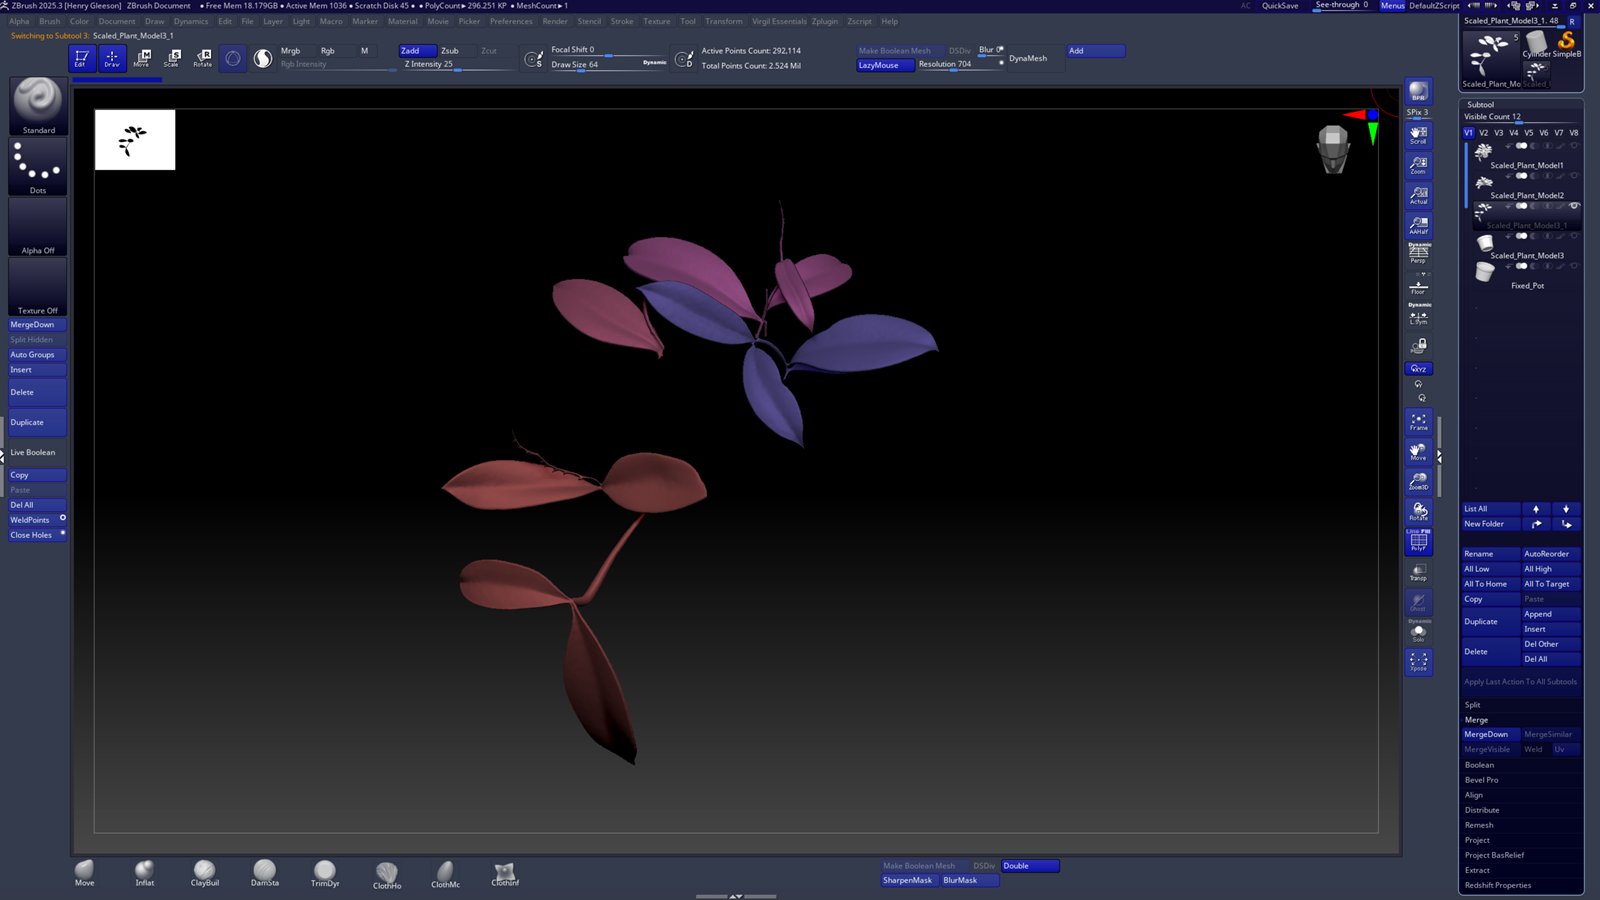 ZBrush 2025.3 [Henry Gleeson] ZBrush Document • Free Mem 18.179GB • Active Mem 1036 • Scratch Disk 45 • • PolyCount► 296.251 KP • MeshCount►1 AC QuickSave See-through 0 Menus DefaultZScript
Alpha Brush Color Document Draw Dynamics Edit File Layer Light Macro Marker Material Movie Picker Preferences Render Stencil Stroke Texture Tool Transform Virgil Essentials Zplugin Zscript Help
Switching to Subtool 3: Scaled_Plant_Model3_1
Edit Draw Move Scale Rotate
Mrgb Rgb M
Rgb Intensity
Zadd Zsub Zcut
Z Intensity 25
Focal Shift 0
Draw Size 64 Dynamic
Active Points Count: 292,114
Total Points Count: 2.524 Mil
Make Boolean Mesh DSDiv Blur 0
LazyMouse Resolution 704
DynaMesh
Add
Standard
Dots
Alpha Off
Texture Off
MergeDown
Split Hidden
Auto Groups
Insert
Delete
Duplicate
Live Boolean
Copy
Paste
Del All
WeldPoints
Close Holes
BPR
SPix 3
Scroll
Zoom
Actual
AAHalf
Dynamic
Persp
Floor
Dynamic
L.Sym
XYZ
Frame
Move
Zoom3D
Rotate
Line Fill
PolyF
Transp
Ghost
Dynamic
Solo
Xpose
Scaled_Plant_Model3_1. 48 R
5
Cylinder SimpleB
Scaled_Plant_Mo
Subtool
Visible Count 12
V1 V2 V3 V4 V5 V6 V7 V8
Scaled_Plant_Model1
Scaled_Plant_Model2
Scaled_Plant_Model3_1
Scaled_Plant_Model3
Fixed_Pot
List All
New Folder
Rename AutoReorder
All Low All High
All To Home All To Target
Copy Paste
Duplicate Append
Insert
Delete Del Other
Del All
Apply Last Action To All Subtools
Split
Merge
MergeDown MergeSimilar
MergeVisible Weld Uv
Boolean
Bevel Pro
Align
Distribute
Remesh
Project
Project BasRelief
Extract
Redshift Properties
Move Inflat ClayBuil DamSta TrimDyr ClothHo ClothMc ClothInf
Make Boolean Mesh DSDiv Double
SharpenMask BlurMask